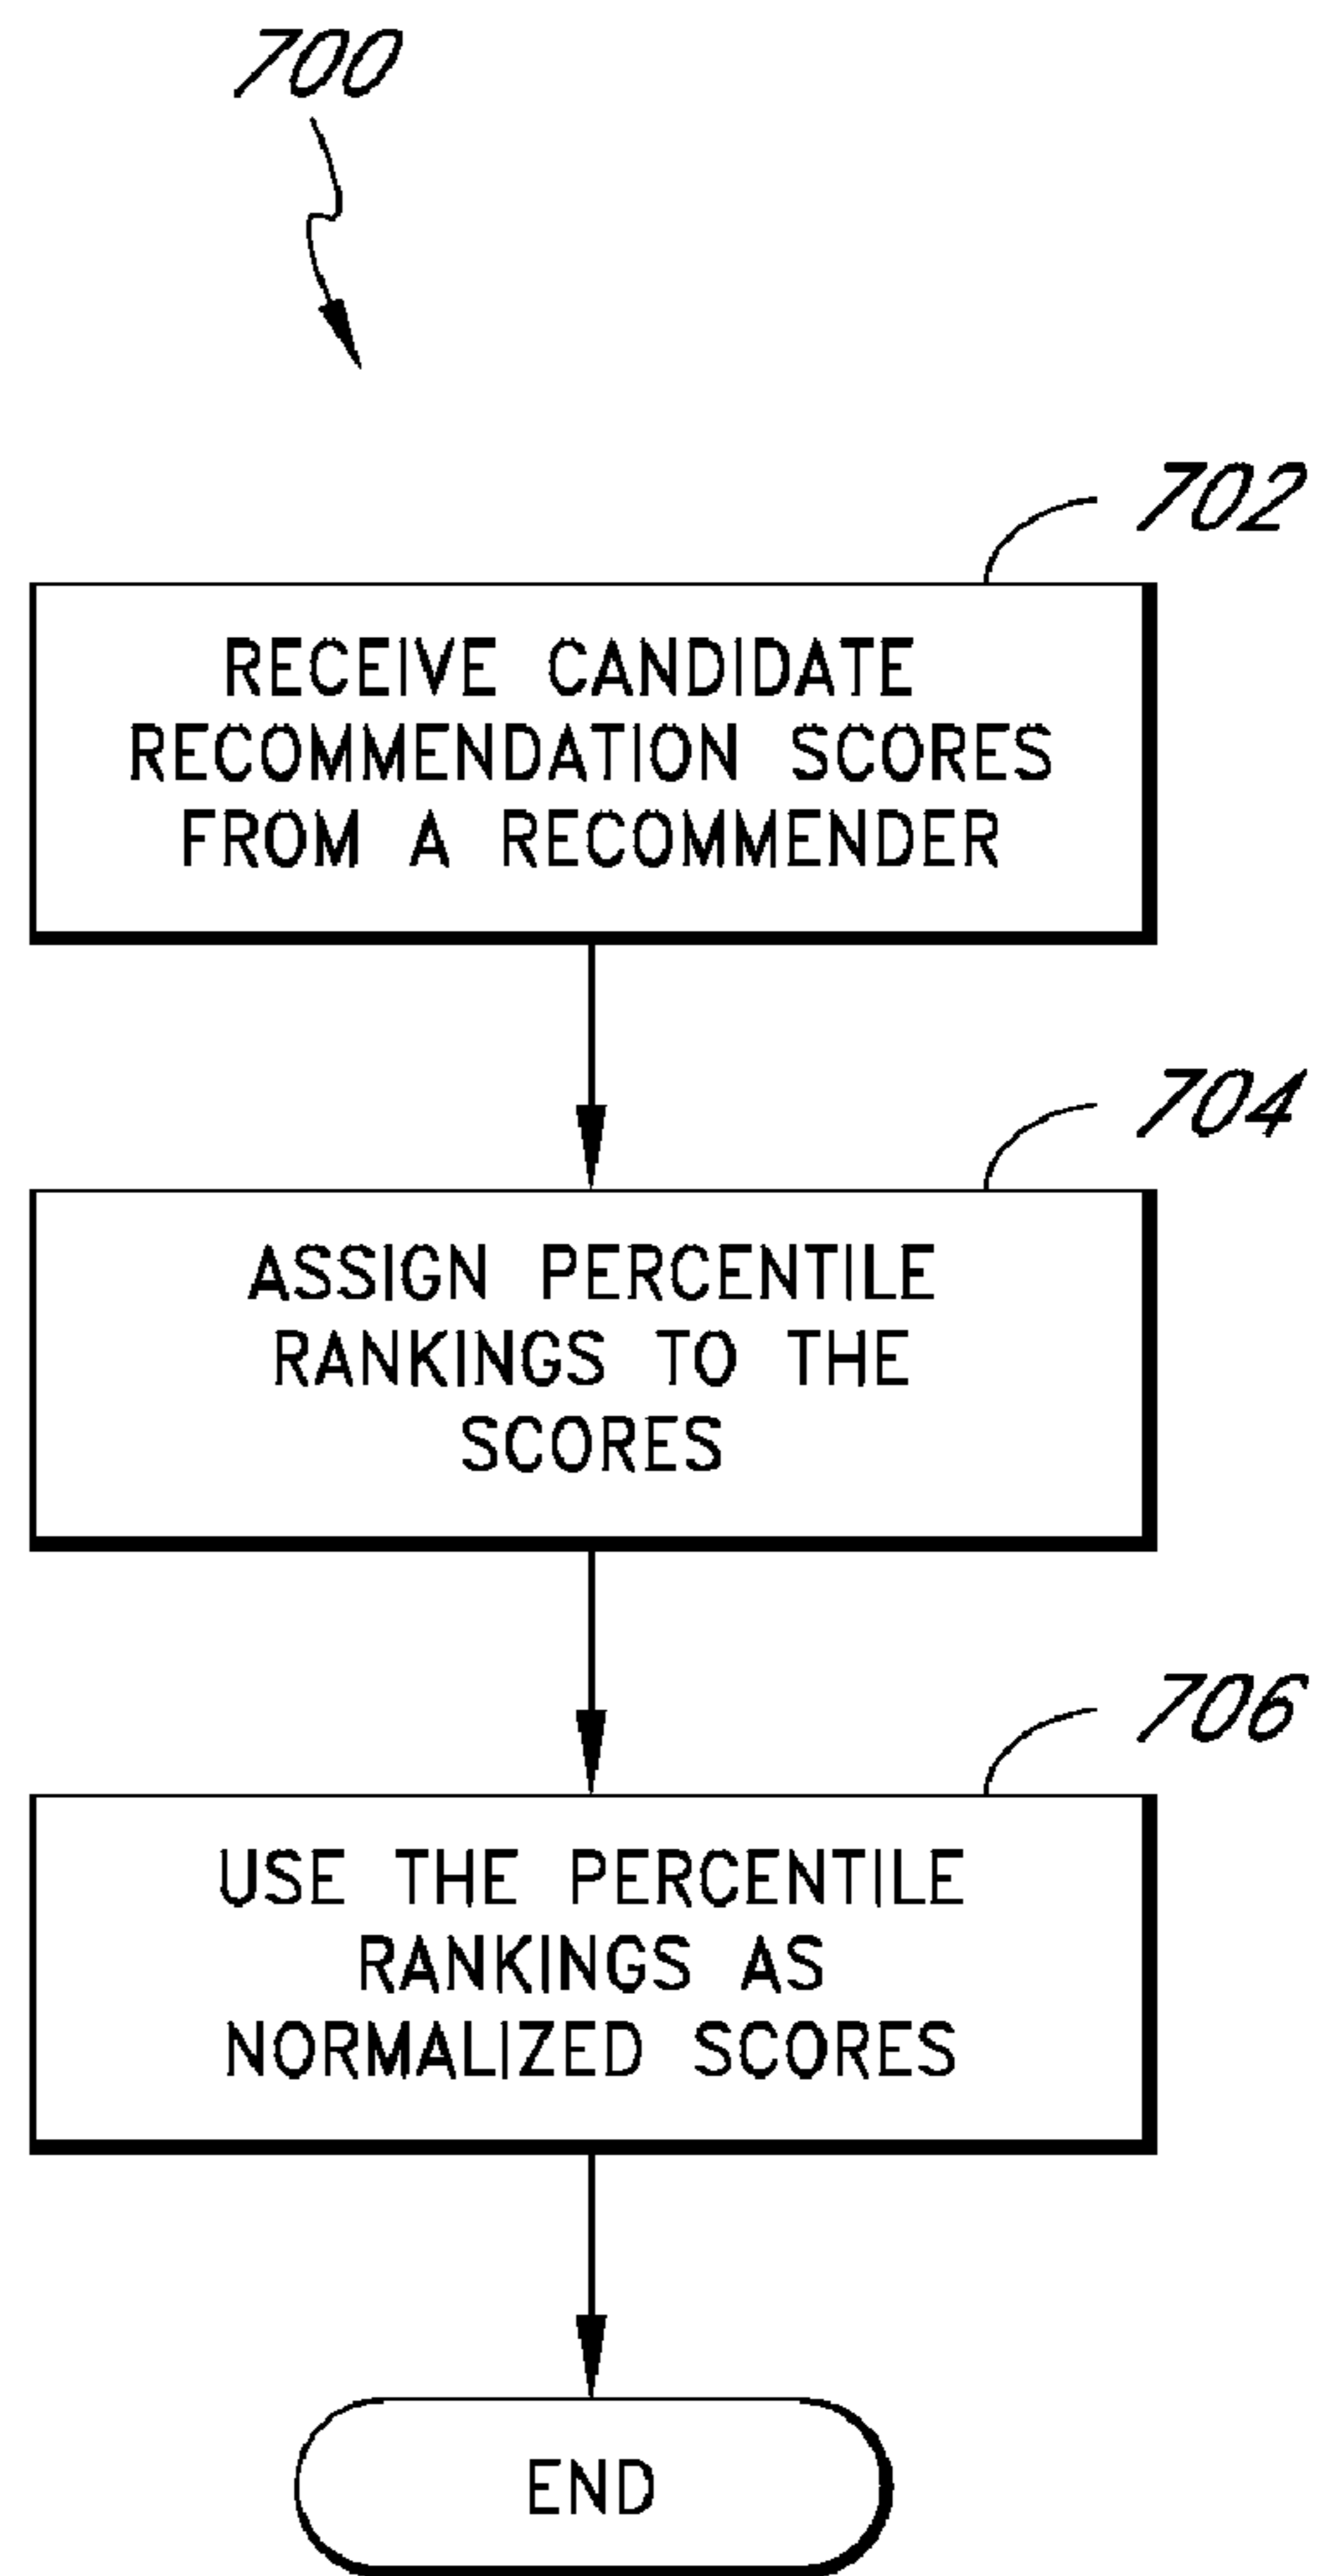 700
702
RECEIVE CANDIDATE
RECOMMENDATION SCORES
FROM A RECOMMENDER
704
ASSIGN PERCENTILE
RANKINGS TO THE
SCORES
706
USE THE PERCENTILE
RANKINGS AS
NORMALIZED SCORES
END